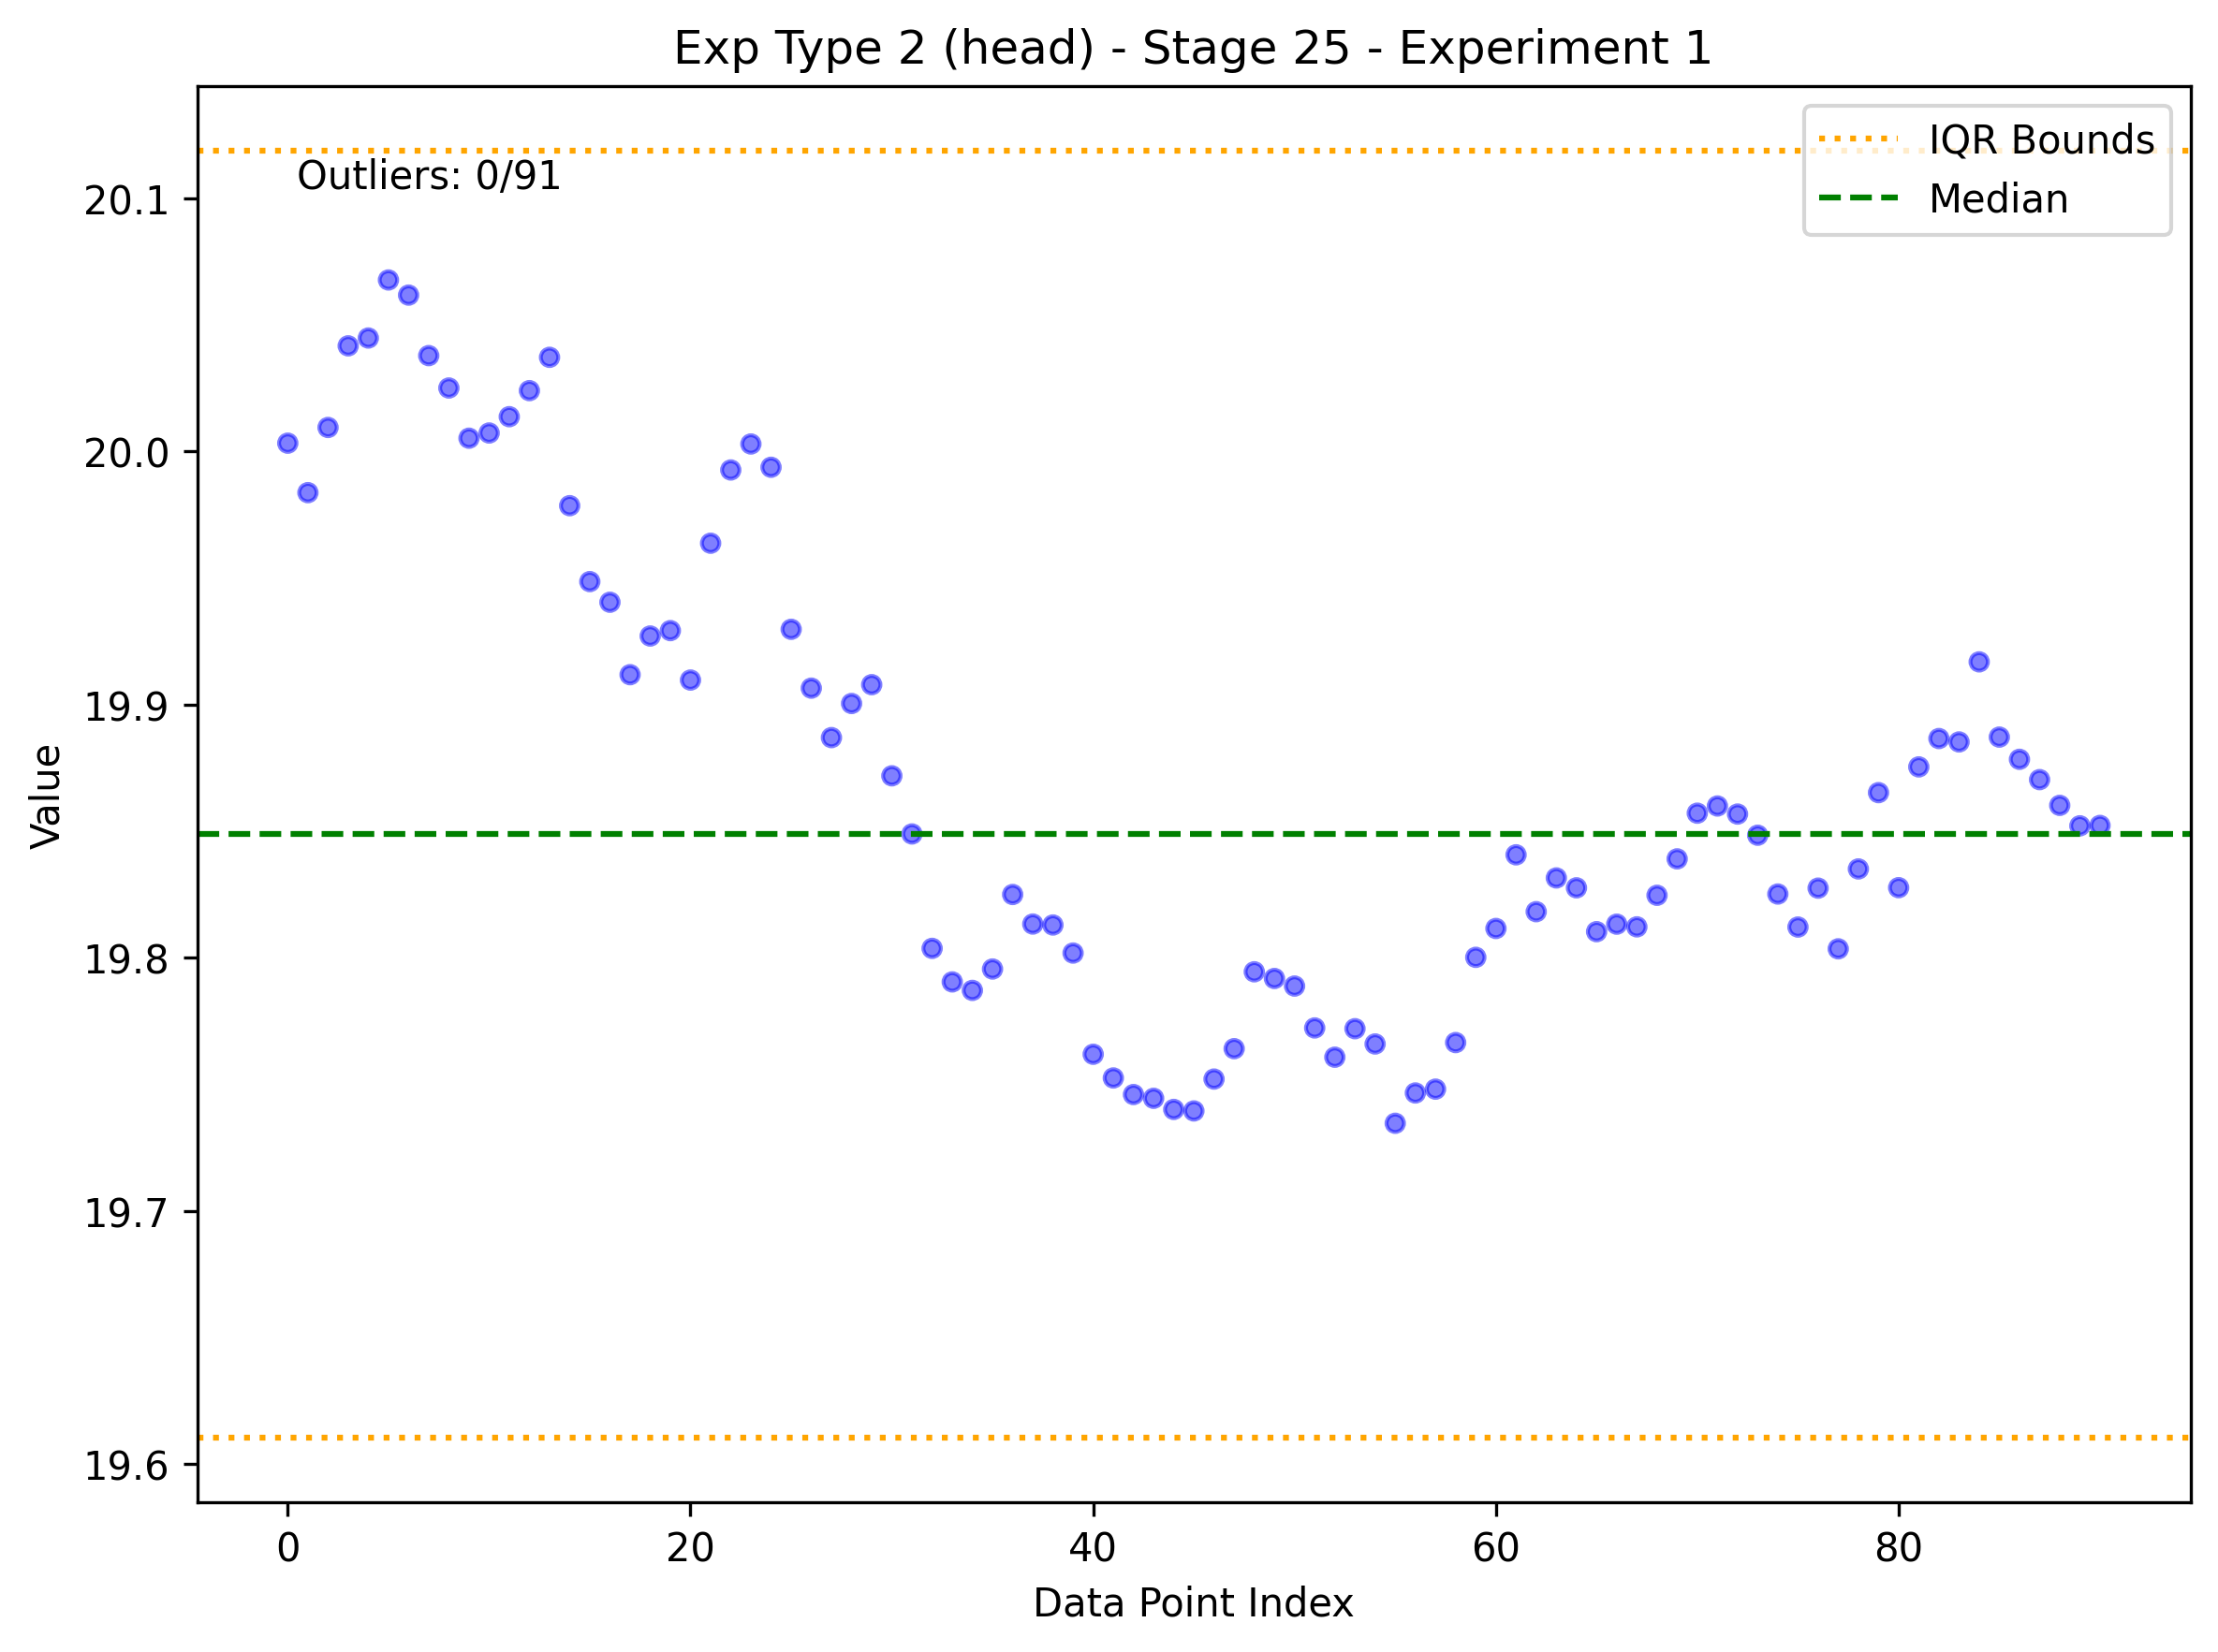 Exp Type 2 (head) - Stage 25 - Experiment 1
IQR Bounds
Median
Outliers: 0/91
Value
20.1
20.0
19.9
19.8
19.7
19.6
0 20 40 60 80
Data Point Index